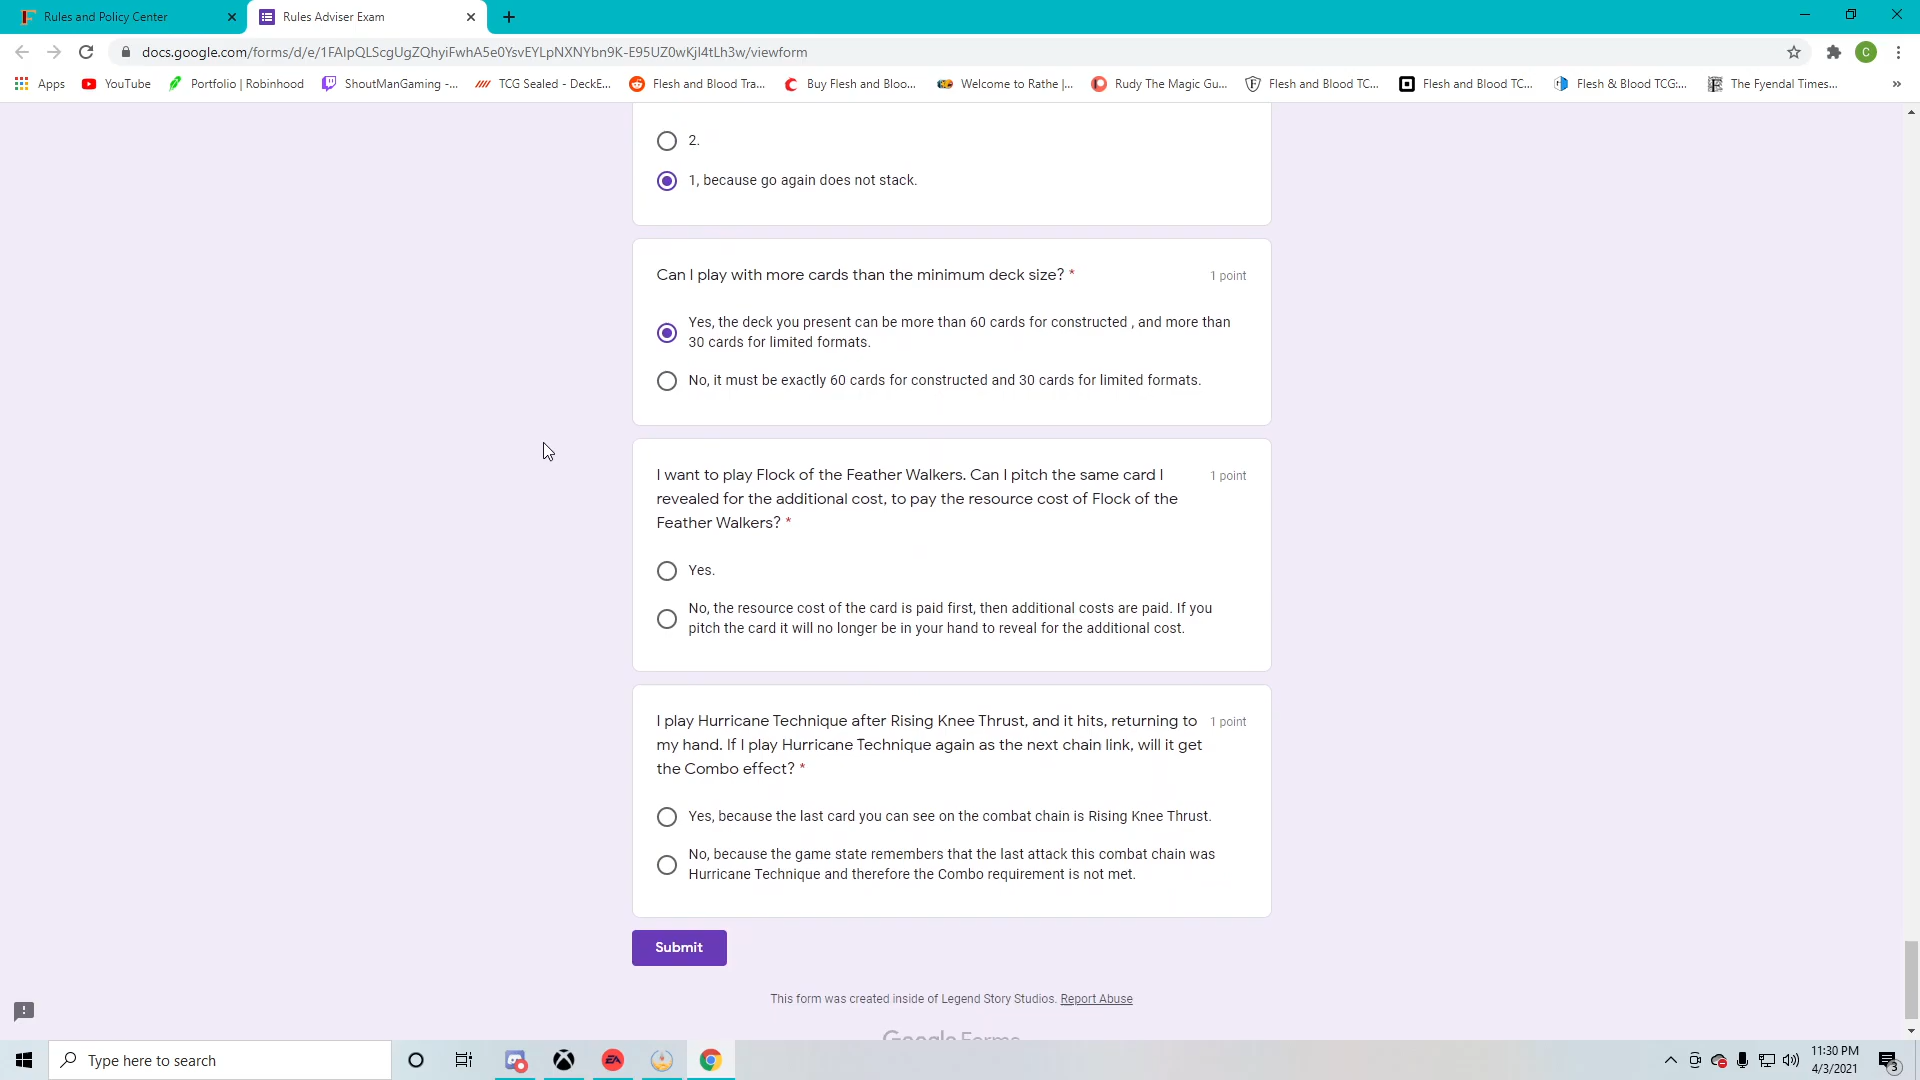 Rules and Policy Center
Rules Adviser Exam
docs.google.com/forms/d/e/1FAIpQLScgUgZQhyiFwhA5e0YsvEYLpNXNYbn9K-E95UZ0wKjI4tLh3w/viewform
C
Apps
YouTube
Portfolio | Robinhood
ShoutManGaming -...
TCG Sealed - DeckE...
Flesh and Blood Tra...
Buy Flesh and Bloo...
Welcome to Rathe |...
Rudy The Magic Gu...
Flesh and Blood TC...
Flesh and Blood TC...
Flesh & Blood TCG:...
The Fyendal Times...
2.
1, because go again does not stack.
Can I play with more cards than the minimum deck size? *
1 point
Yes, the deck you present can be more than 60 cards for constructed , and more than
30 cards for limited formats.
No, it must be exactly 60 cards for constructed and 30 cards for limited formats.
I want to play Flock of the Feather Walkers. Can I pitch the same card I
1 point
revealed for the additional cost, to pay the resource cost of Flock of the
Feather Walkers? *
Yes.
No, the resource cost of the card is paid first, then additional costs are paid. If you
pitch the card it will no longer be in your hand to reveal for the additional cost.
I play Hurricane Technique after Rising Knee Thrust, and it hits, returning to
1 point
my hand. If I play Hurricane Technique again as the next chain link, will it get
the Combo effect? *
Yes, because the last card you can see on the combat chain is Rising Knee Thrust.
No, because the game state remembers that the last attack this combat chain was
Hurricane Technique and therefore the Combo requirement is not met.
Submit
This form was created inside of Legend Story Studios. Report Abuse
Google Forms
Type here to search
EA
11:30 PM
4/3/2021
3